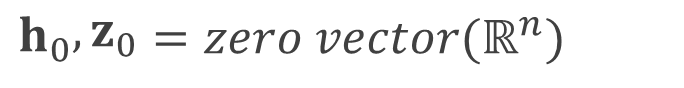 𝐡₀, 𝐳₀ = 𝑧𝑒𝑟𝑜 𝑣𝑒𝑐𝑡𝑜𝑟(ℝⁿ)